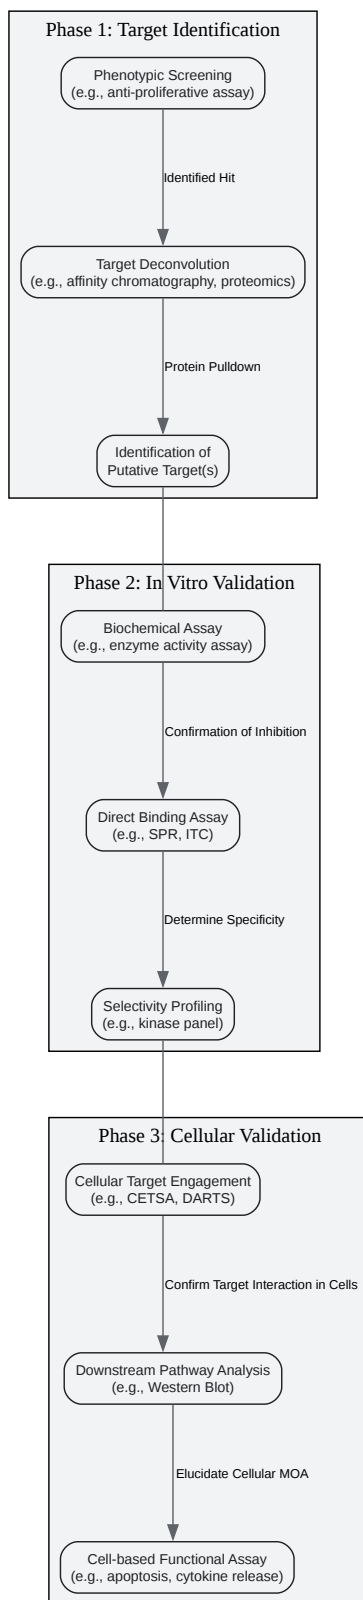 Phase 1: Target Identification
Phenotypic Screening
(e.g., anti-proliferative assay)
Identified Hit
Target Deconvolution
(e.g., affinity chromatography, proteomics)
Protein Pulldown
Identification of
Putative Target(s)
Phase 2: In Vitro Validation
Biochemical Assay
(e.g., enzyme activity assay)
Confirmation of Inhibition
Direct Binding Assay
(e.g., SPR, ITC)
Determine Specificity
Selectivity Profiling
(e.g., kinase panel)
Phase 3: Cellular Validation
Cellular Target Engagement
(e.g., CETSA, DARTS)
Confirm Target Interaction in Cells
Downstream Pathway Analysis
(e.g., Western Blot)
Elucidate Cellular MOA
Cell-based Functional Assay
(e.g., apoptosis, cytokine release)